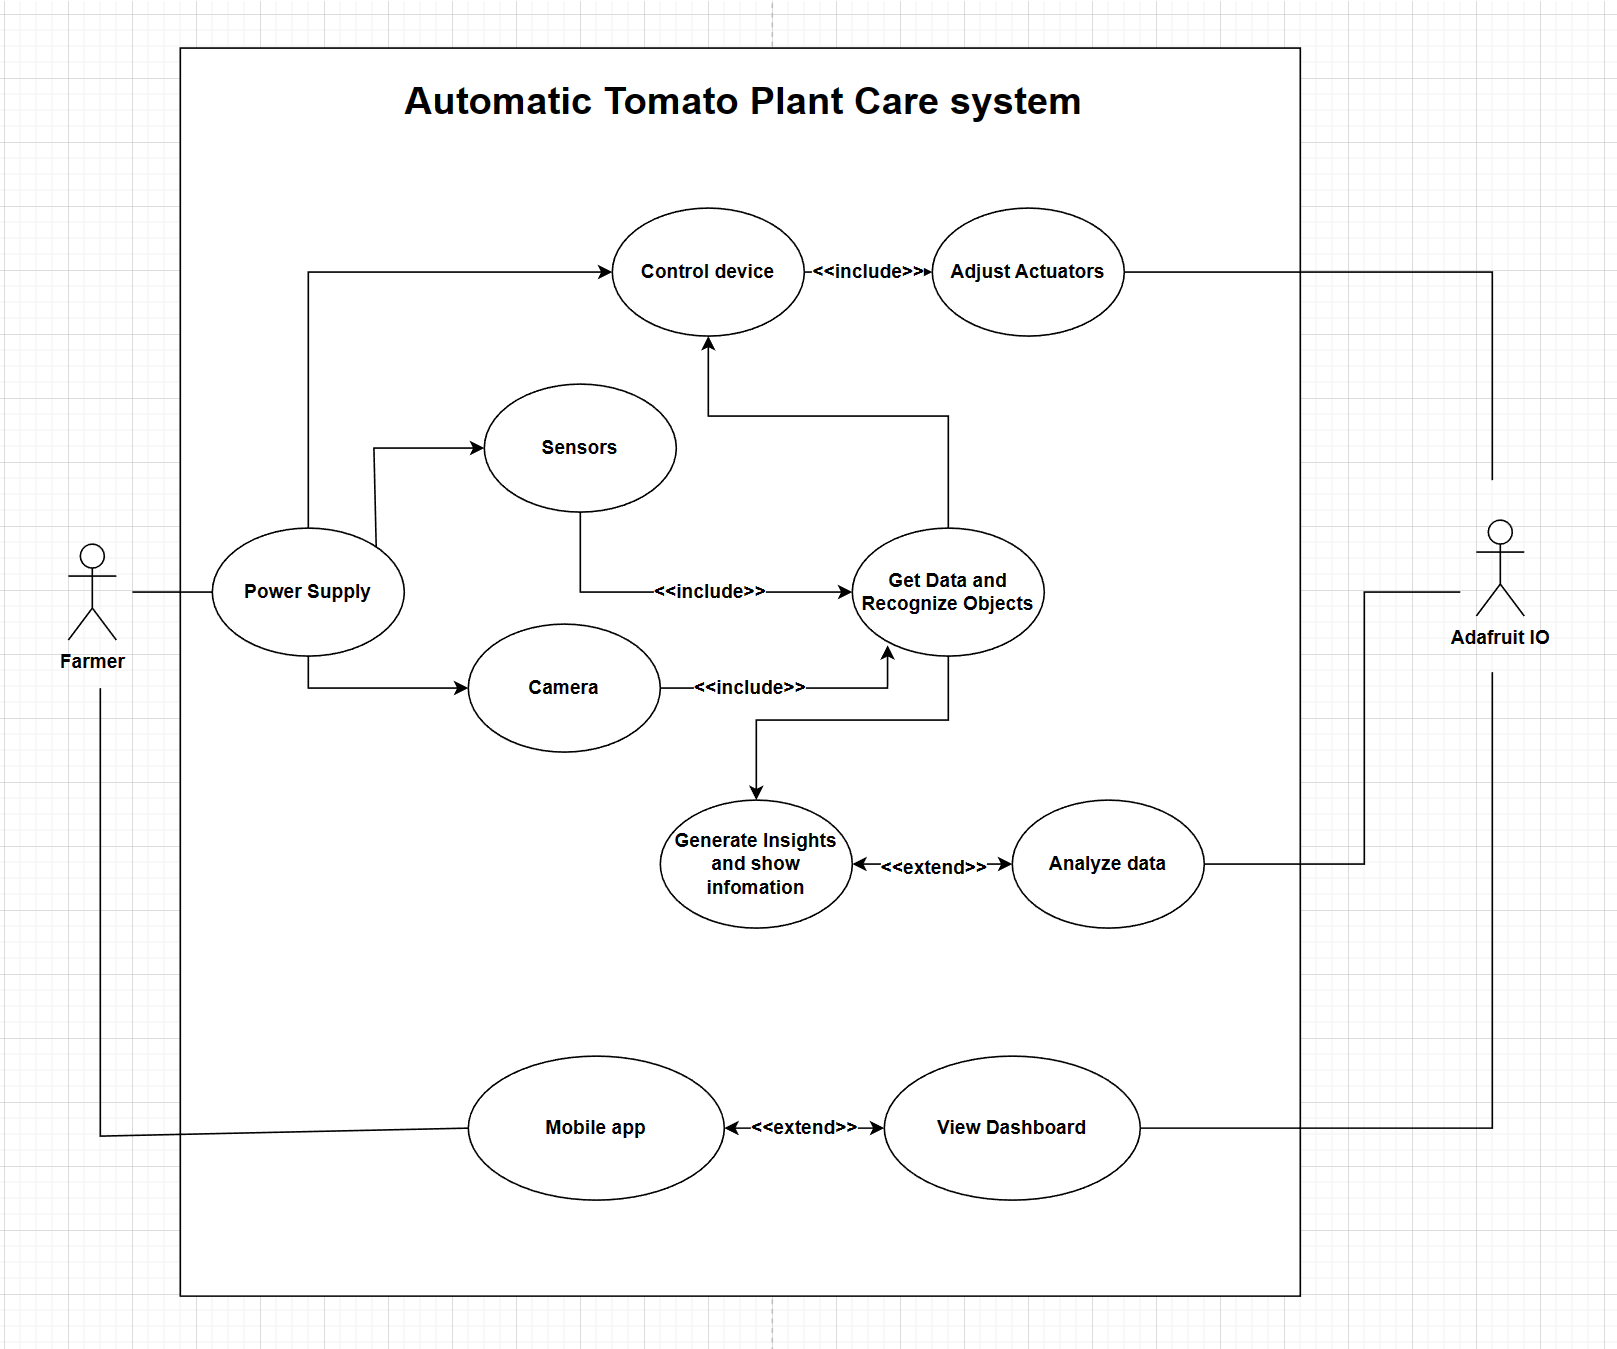 Automatic Tomato Plant Care system
Control device
<<include>>
Adjust Actuators
Sensors
Power Supply
<<include>>
Get Data and
Recognize Objects
Farmer
Adafruit IO
Camera
<<include>>
Generate Insights
and show
infomation
<<extend>>
Analyze data
Mobile app
<<extend>>
View Dashboard